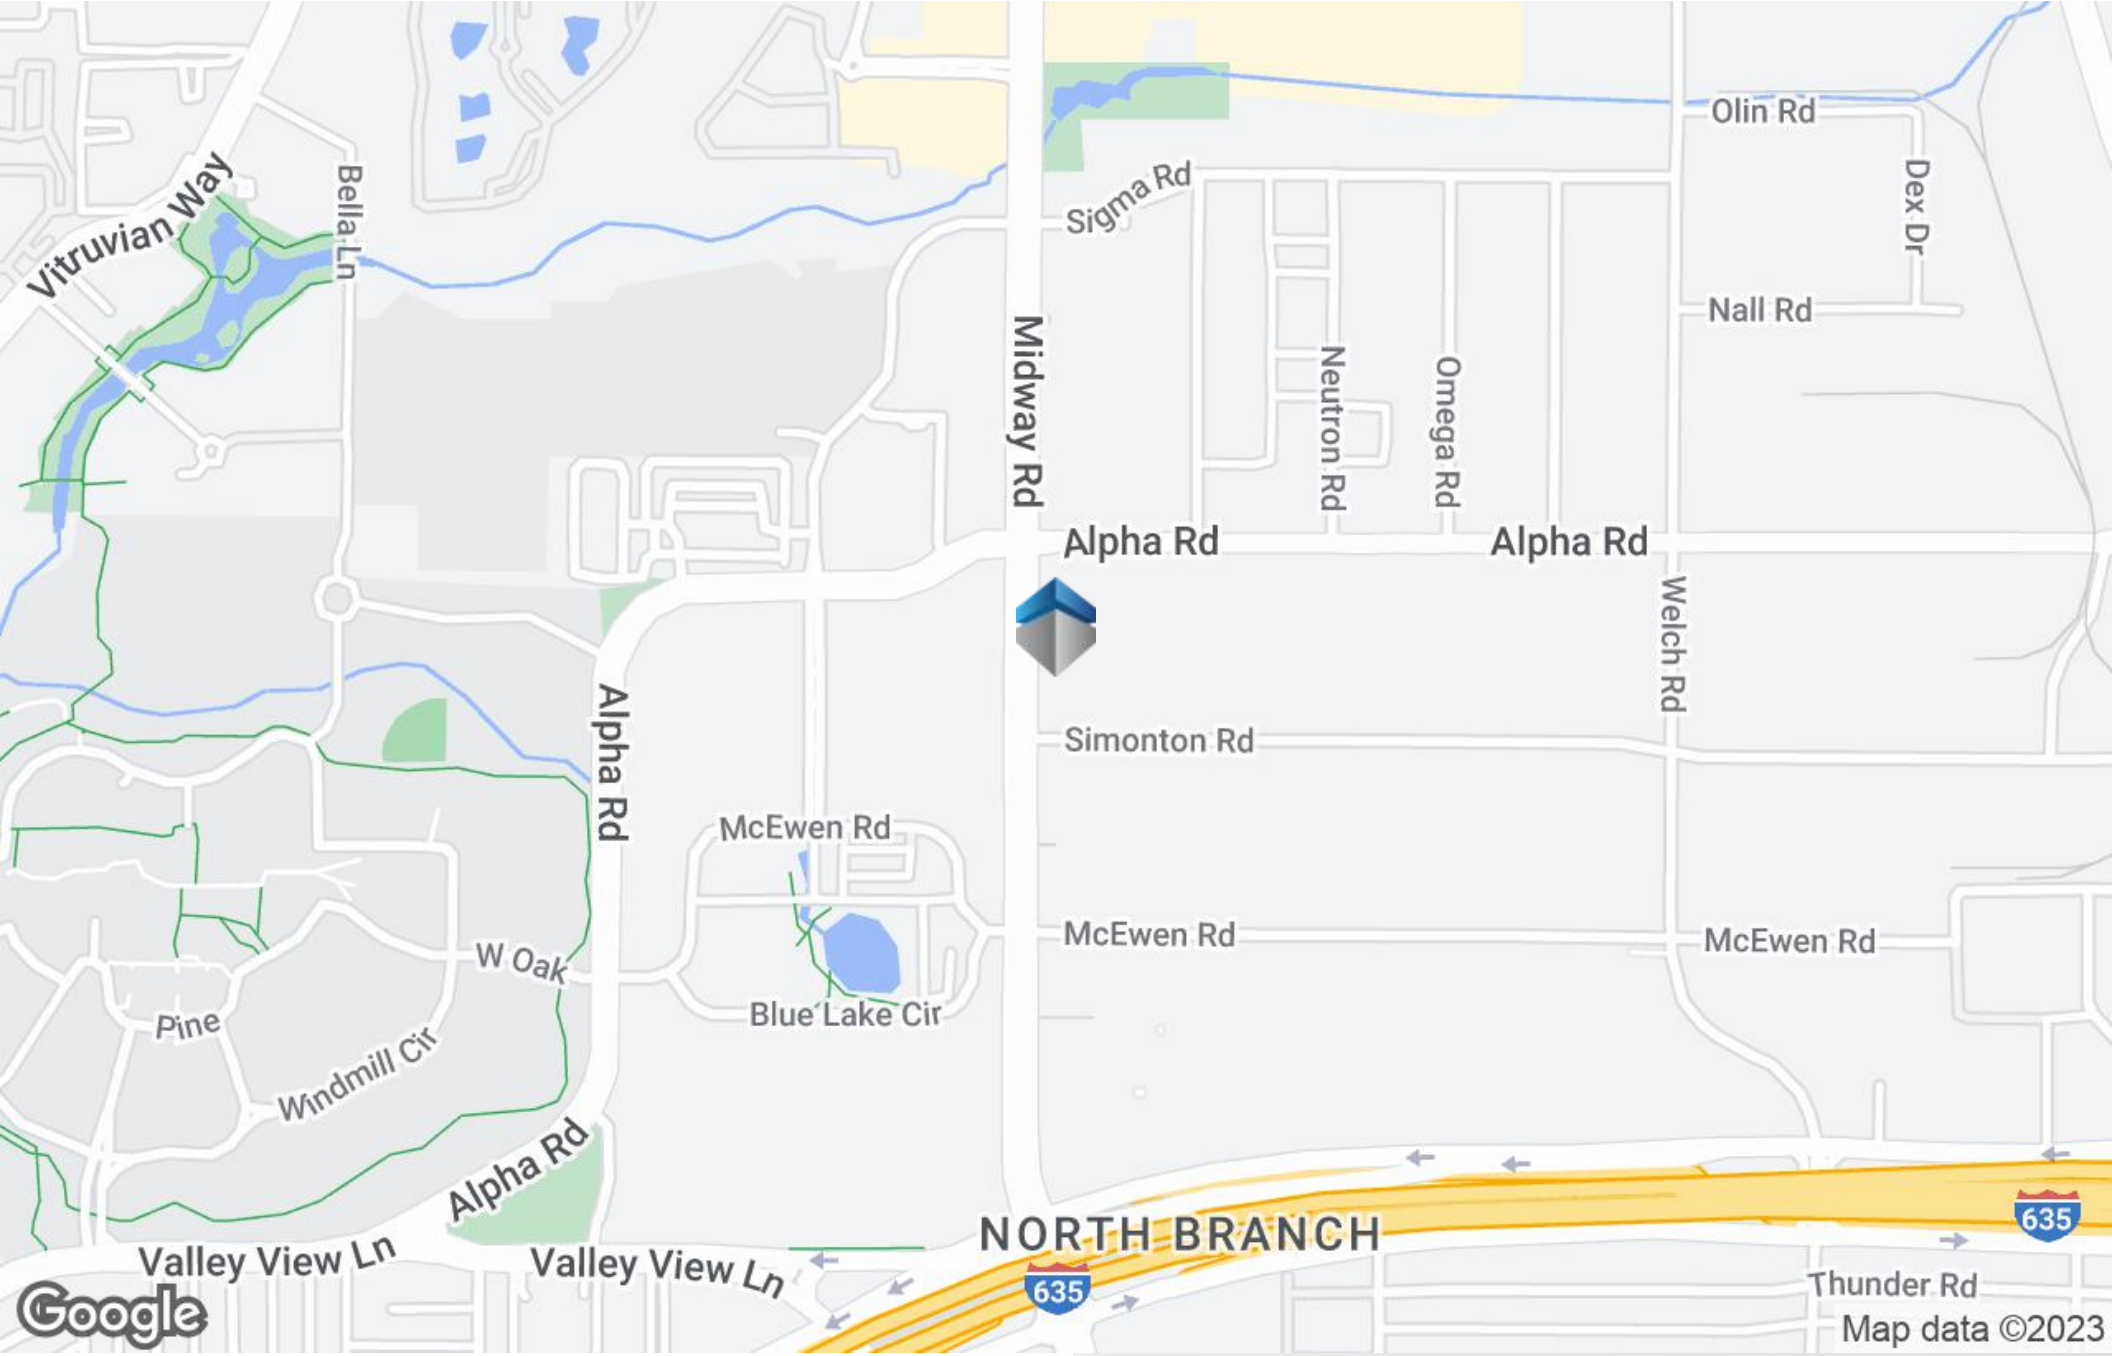 Olin Rd
Vitruvian Way
Bella Ln
Sigma Rd
Dex Dr
Nall Rd
Midway Rd
Neutron Rd
Omega Rd
Alpha Rd
Alpha Rd
Welch Rd
Alpha Rd
Simonton Rd
McEwen Rd
McEwen Rd
McEwen Rd
W Oak
Blue Lake Cir
Pine
Windmill Cir
Alpha Rd
635
NORTH BRANCH
Valley View Ln
Valley View Ln
635
Thunder Rd
Google
Map data ©2023